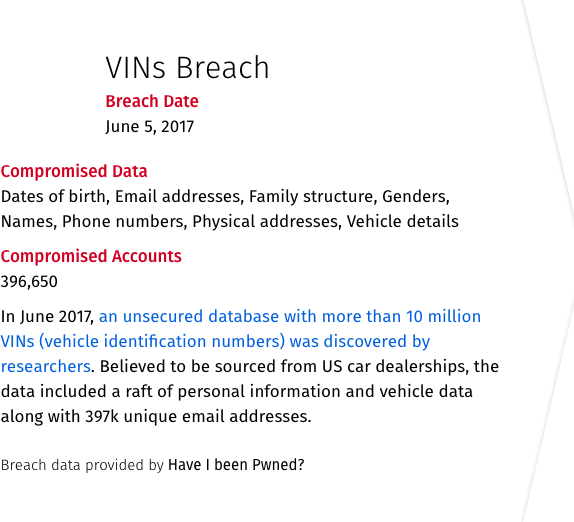 VINs Breach
Breach Date
June 5, 2017
Compromised Data
Dates of birth, Email addresses, Family structure, Genders,
Names, Phone numbers, Physical addresses, Vehicle details
Compromised Accounts
396,650
In June 2017, an unsecured database with more than 10 million
VINs (vehicle identification numbers) was discovered by
researchers. Believed to be sourced from US car dealerships, the
data included a raft of personal information and vehicle data
along with 397k unique email addresses.
Breach data provided by Have I been Pwned?